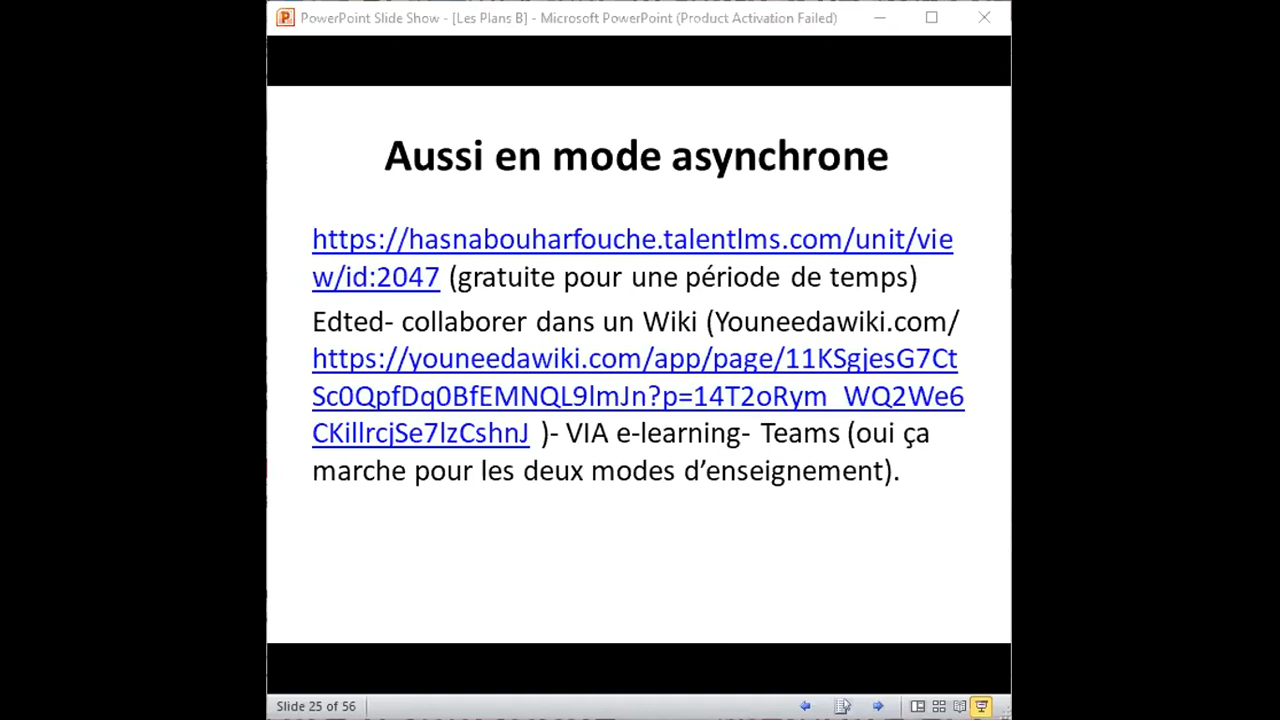 PowerPoint Slide Show - [Les Plans B] - Microsoft PowerPoint (Product Activation Failed)
Aussi en mode asynchrone
https://hasnabouharfouche.talentlms.com/unit/vie
w/id:2047 (gratuite pour une période de temps)
Edted- collaborer dans un Wiki (Youneedawiki.com/
https://youneedawiki.com/app/page/11KSgjesG7Ct
Sc0QpfDq0BfEMNQL9lmJn?p=14T2oRym_WQ2We6
CKillrcjSe7lzCshnJ )- VIA e-learning- Teams (oui ça
marche pour les deux modes d’enseignement).
Slide 25 of 56